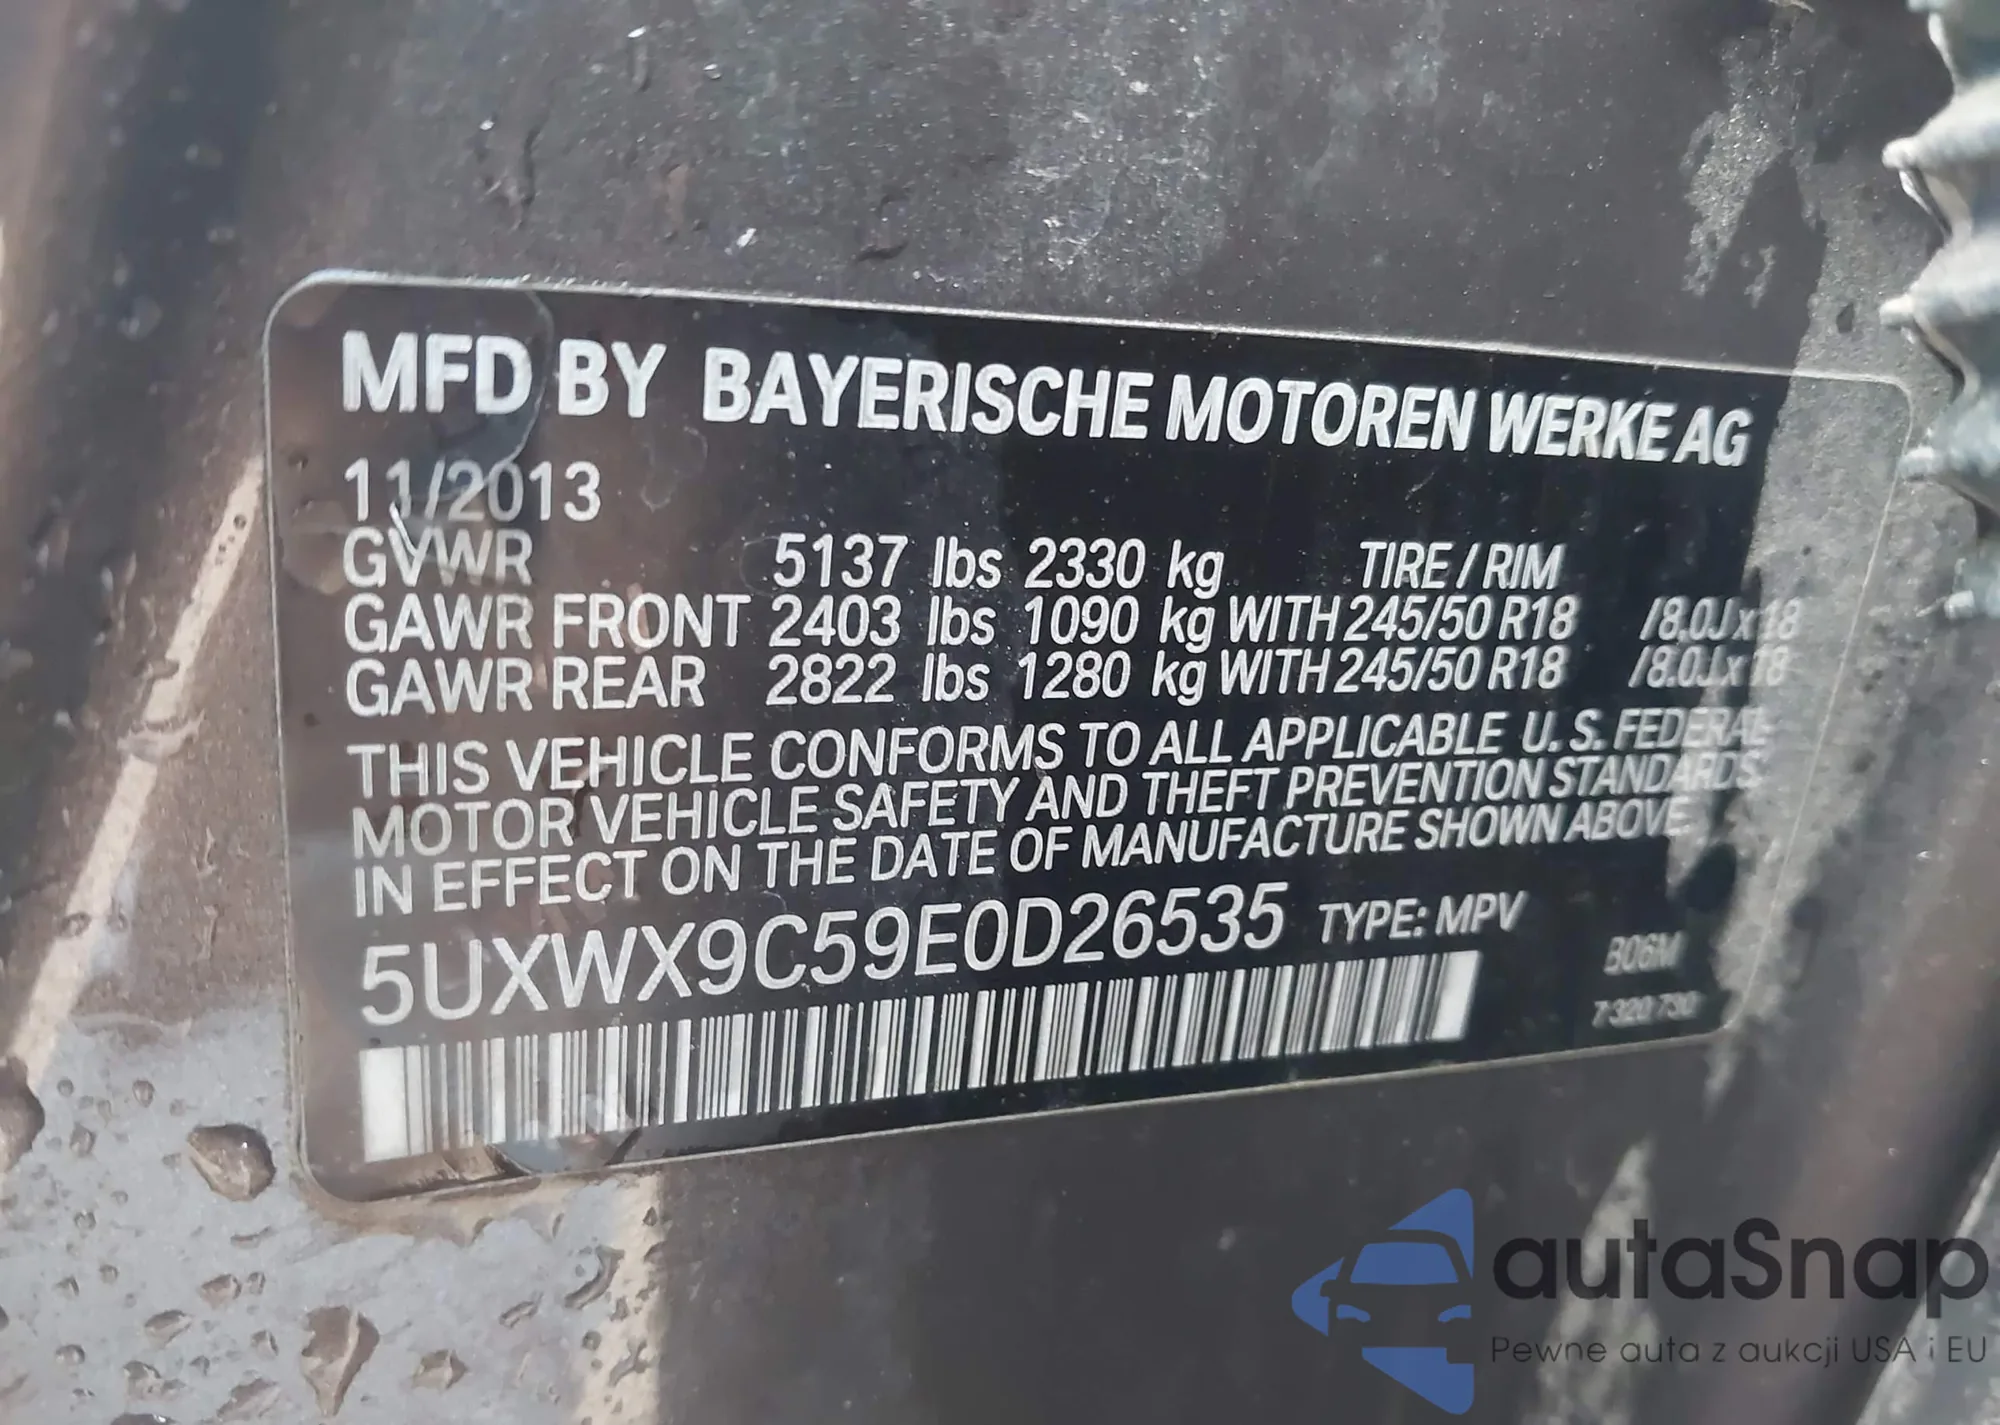 MFD BY BAYERISCHE MOTOREN WERKE AG
11/2013
GVWR 5137 lbs 2330 kg TIRE / RIM
GAWR FRONT 2403 lbs 1090 kg WITH 245/50 R18 /8.0J x 18
GAWR REAR 2822 lbs 1280 kg WITH 245/50 R18 /8.0J x 18
THIS VEHICLE CONFORMS TO ALL APPLICABLE U. S. FEDERAL
MOTOR VEHICLE SAFETY AND THEFT PREVENTION STANDARDS
IN EFFECT ON THE DATE OF MANUFACTURE SHOWN ABOVE.
5UXWX9C59E0D26535 TYPE: MPV
B06M
7 320 730
autaSnap
Pewne auta z aukcji USA i EU